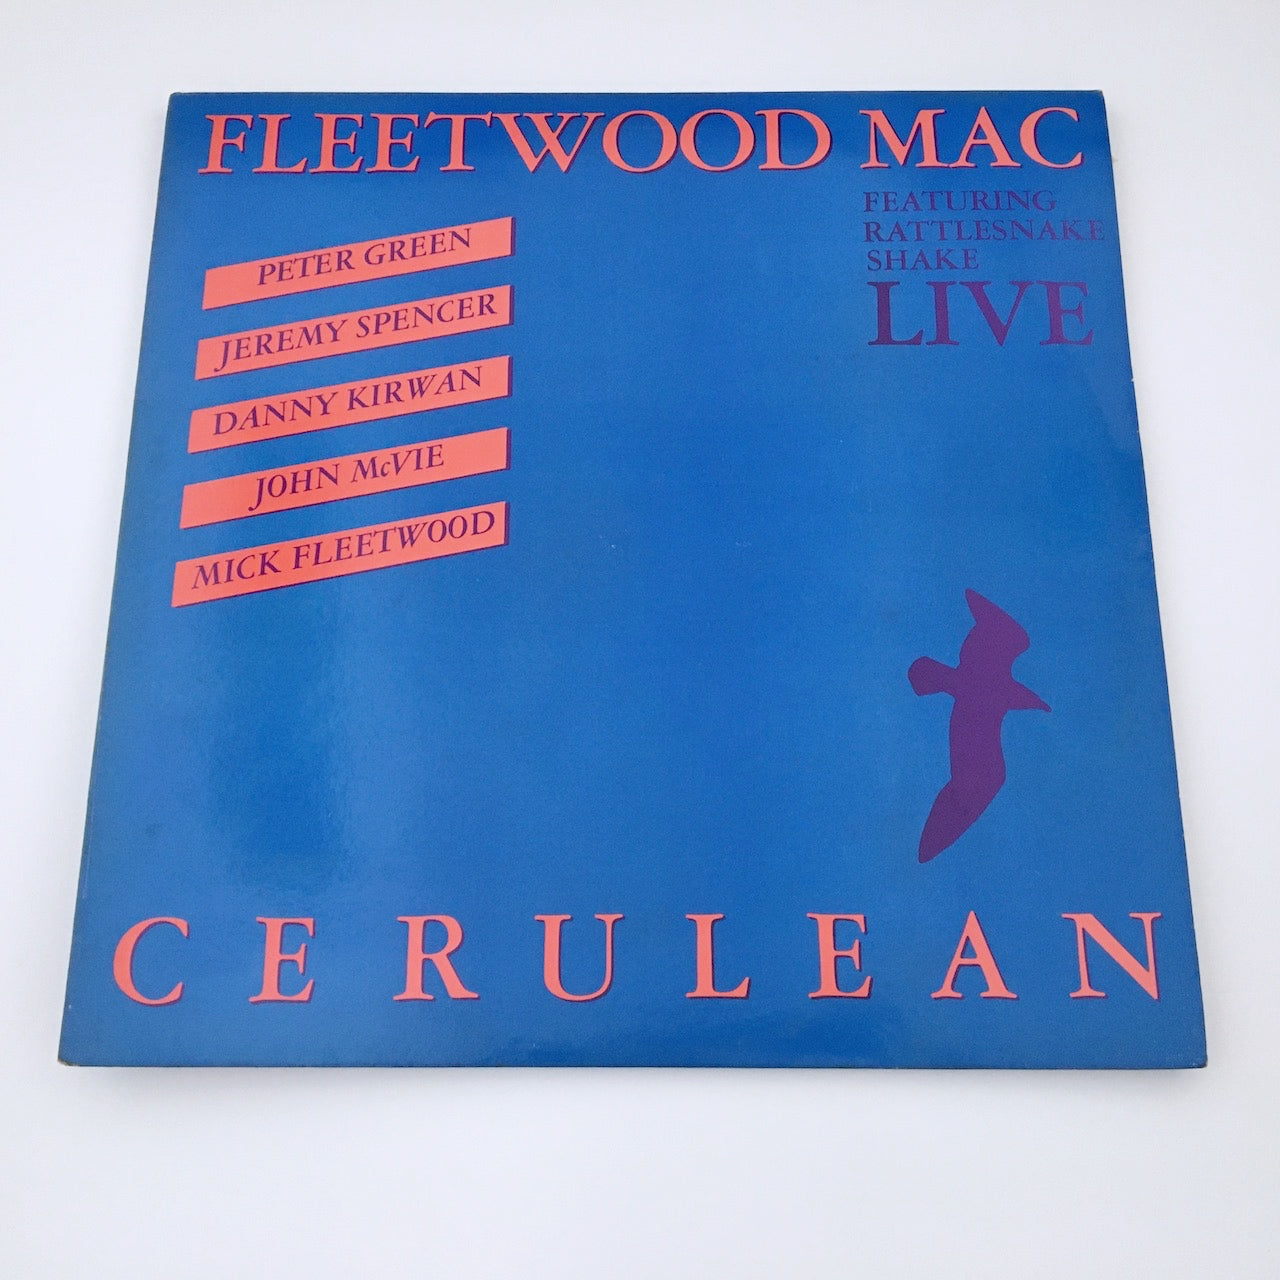 FLEETWOOD MAC
FEATURING
RATTLESNAKE
SHAKE
LIVE
PETER GREEN
JEREMY SPENCER
DANNY KIRWAN
JOHN McVIE
MICK FLEETWOOD
CERULEAN